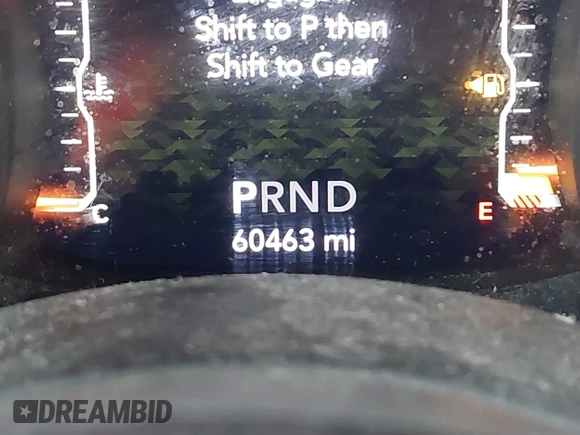 Shift to P then
Shift to Gear
C
PRND
E
60463 mi
DREAMBID